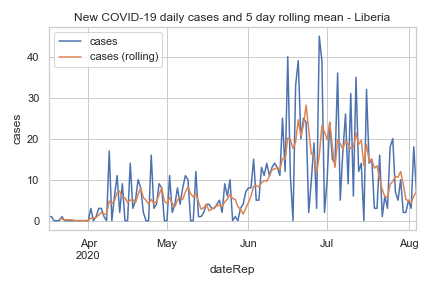 New COVID-19 daily cases and 5 day rolling mean - Liberia
cases
cases (rolling)
cases
40
30
20
10
0
Apr
2020
May
Jun
Jul
Aug
dateRep